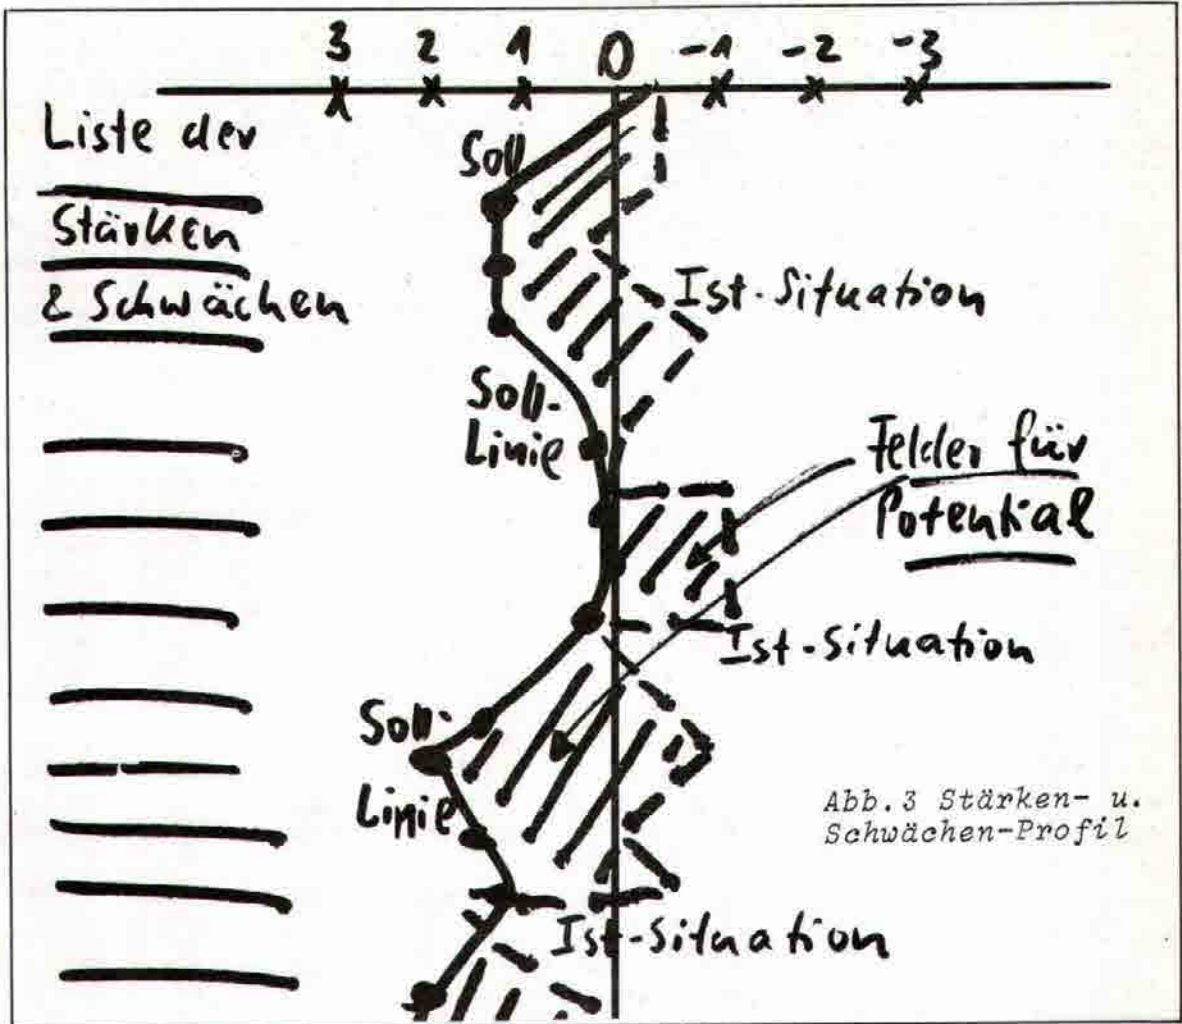 3 2 1 0 -1 -2 -3
Liste der
Stärken
& Schwächen
Soll
Ist-Situation
Soll-
Linie
Felder für
Potential
Ist-Situation
Soll-
Linie
Abb.3 Stärken- u.
Schwächen-Profil
Ist-Situation